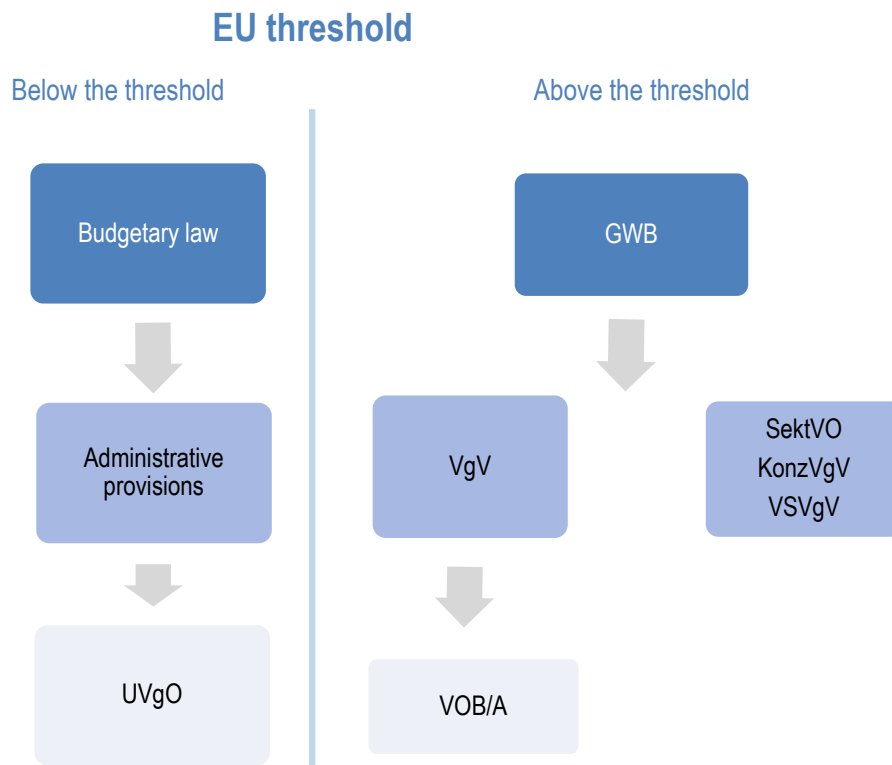 EU threshold
Below the threshold
Above the threshold
Budgetary law
GWB
Administrative
provisions
VgV
SektVO
KonzVgV
VSVgV
UVgO
VOB/A